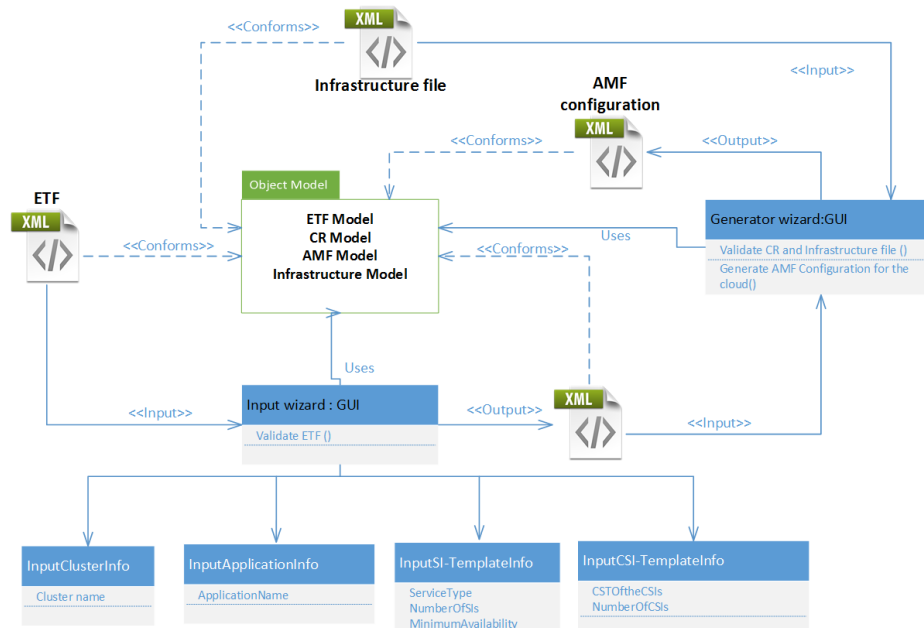 <<Conforms>>
XML
Infrastructure file
<<Input>>
AMF
configuration
XML
<<Conforms>>
<<Output>>
ETF
XML
<<Conforms>>
Object Model
ETF Model
CR Model
AMF Model
Infrastructure Model
Uses
<<Conforms>>
Generator wizard:GUI
Validate CR and Infrastructure file ()
Generate AMF Configuration for the
cloud()
Uses
<<Input>>
Input wizard : GUI
Validate ETF ()
<<Output>>
XML
<<Input>>
InputClusterInfo
Cluster name
InputApplicationInfo
ApplicationName
InputSI-TemplateInfo
ServiceType
NumberOfSIs
MinimumAvailability
InputCSI-TemplateInfo
CSTOftheCSIs
NumberOfCSIs